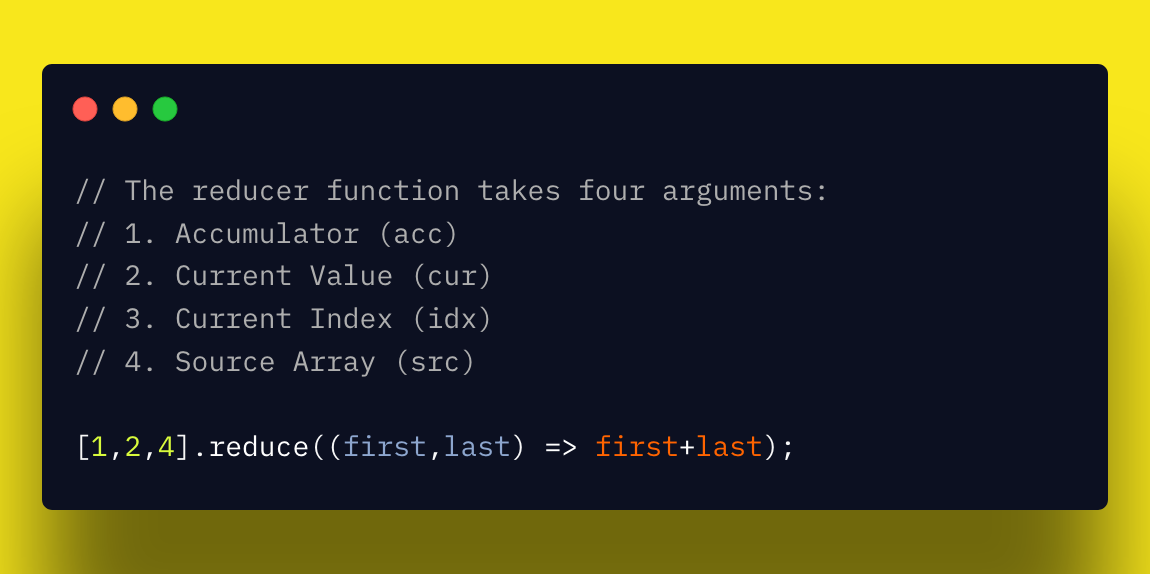 // The reducer function takes four arguments:
// 1. Accumulator (acc)
// 2. Current Value (cur)
// 3. Current Index (idx)
// 4. Source Array (src)
[1,2,4].reduce((first,last) => first+last);